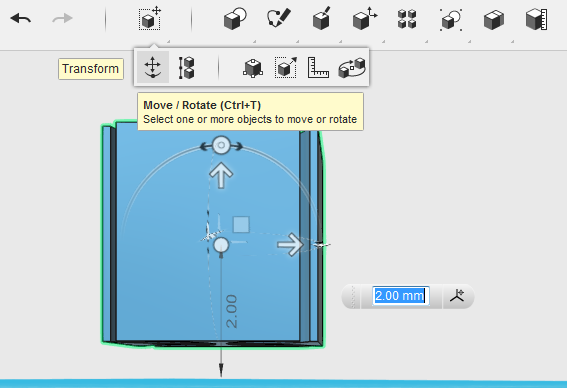 Transform
Move / Rotate (Ctrl+T)
Select one or more objects to move or rotate
2.00
2.00 mm